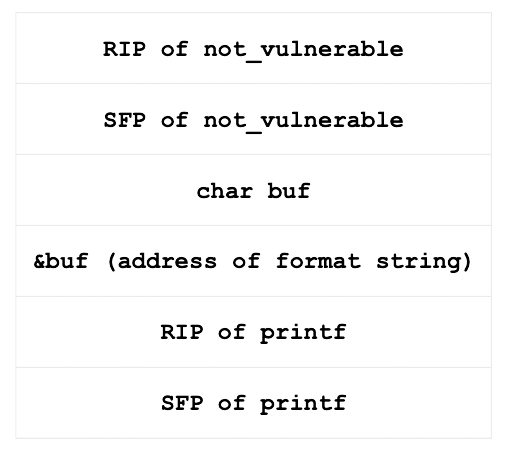 RIP of not_vulnerable
SFP of not_vulnerable
char buf
&buf (address of format string)
RIP of printf
SFP of printf